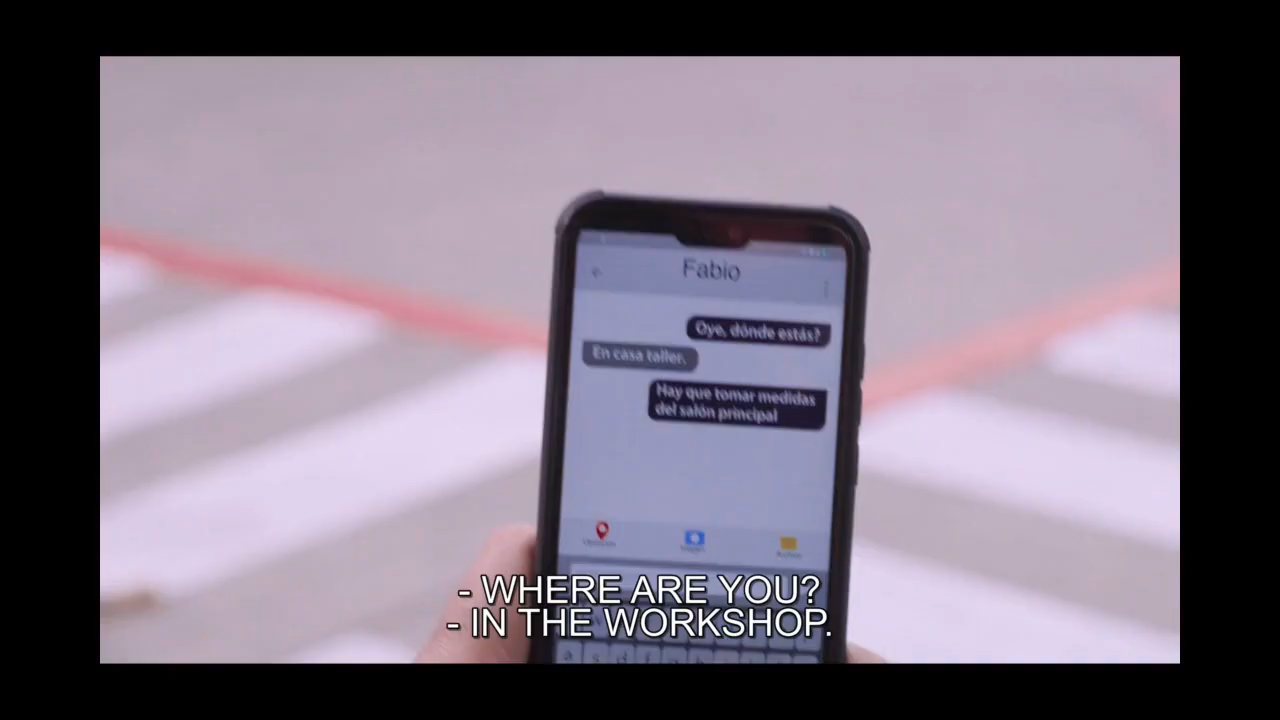 Fabio
Oye, dónde estás?
En casa taller.
Hay que tomar medidas
del salón principal
- WHERE ARE YOU?
- IN THE WORKSHOP.
a s d f